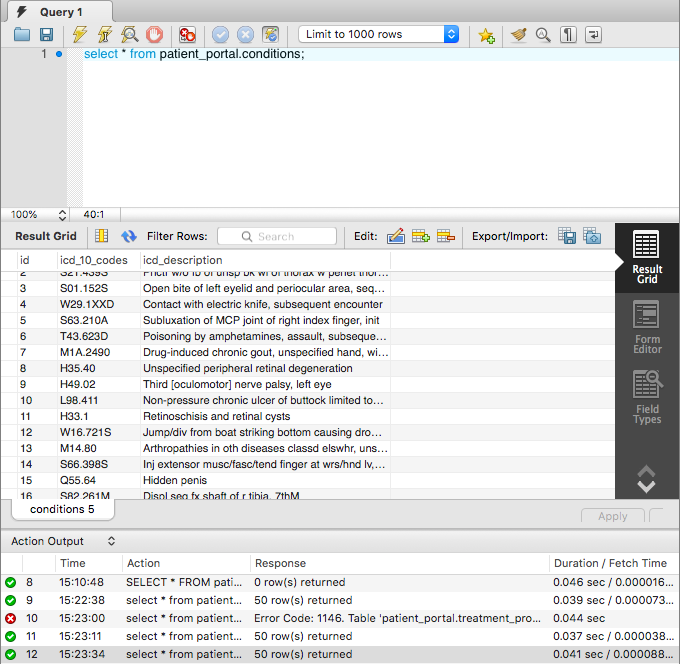 Query 1
Limit to 1000 rows
1 select * from patient_portal.conditions;
100% 40:1
Result Grid Filter Rows: Search Edit: Export/Import:
id icd_10_codes icd_description
2 S21.439S Pnctr w/o fb of unsp bk wl of thorax w penet thor...
3 S01.152S Open bite of left eyelid and periocular area, seq...
4 W29.1XXD Contact with electric knife, subsequent encounter
5 S63.210A Subluxation of MCP joint of right index finger, init
6 T43.623D Poisoning by amphetamines, assault, subseque...
7 M1A.2490 Drug-induced chronic gout, unspecified hand, wi...
8 H35.40 Unspecified peripheral retinal degeneration
9 H49.02 Third [oculomotor] nerve palsy, left eye
10 L98.411 Non-pressure chronic ulcer of buttock limited to...
11 H33.1 Retinoschisis and retinal cysts
12 W16.721S Jump/div from boat striking bottom causing dro...
13 M14.80 Arthropathies in oth diseases classd elswhr, uns...
14 S66.398S Inj extensor musc/fasc/tend finger at wrs/hnd lv,...
15 Q55.64 Hidden penis
16 S82.261M Displ seg fx shaft of r tibia, 7thM
Result Grid
Form Editor
Field Types
conditions 5
Apply
Action Output
Time Action Response Duration / Fetch Time
8 15:10:48 SELECT * FROM pati... 0 row(s) returned 0.046 sec / 0.000016...
9 15:22:38 select * from patient... 50 row(s) returned 0.039 sec / 0.000073...
10 15:23:00 select * from patient... Error Code: 1146. Table 'patient_portal.treatment_pro... 0.044 sec
11 15:23:11 select * from patient... 50 row(s) returned 0.037 sec / 0.000038...
12 15:23:34 select * from patient... 50 row(s) returned 0.041 sec / 0.000088...